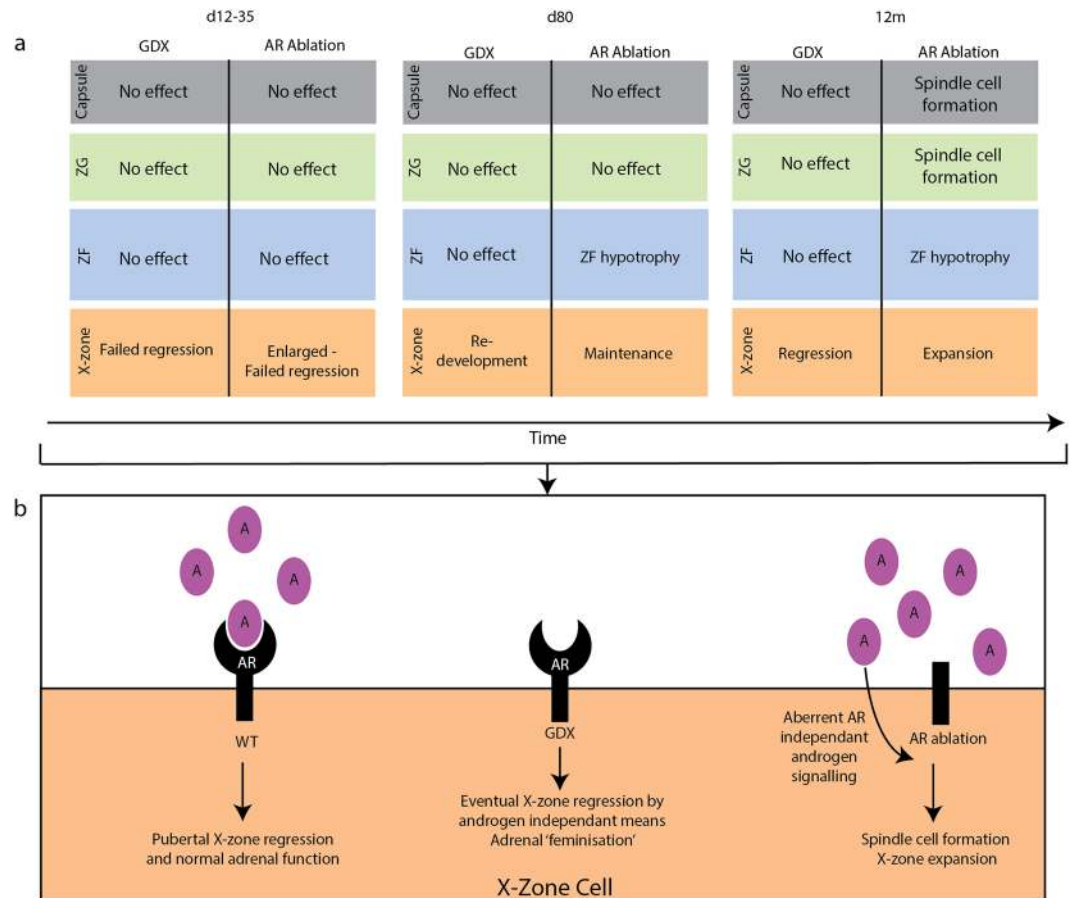 d12-35
d80
12m
a
GDX
AR Ablation
GDX
AR Ablation
GDX
AR Ablation
Capsule
No effect
No effect
Capsule
No effect
No effect
Capsule
No effect
Spindle cell
formation
ZG
No effect
No effect
ZG
No effect
No effect
ZG
No effect
Spindle cell
formation
ZF
No effect
No effect
ZF
No effect
ZF hypotrophy
ZF
No effect
ZF hypotrophy
X-zone
Failed regression
Enlarged -
Failed regression
X-zone
Re-
development
Maintenance
X-zone
Regression
Expansion
Time
b
A
A
A
A
AR
WT
Pubertal X-zone regression
and normal adrenal function
AR
GDX
Eventual X-zone regression by
androgen independant means
Adrenal 'feminisation'
A
A
A
A
A
Aberrent AR
independant
androgen
signalling
AR ablation
Spindle cell formation
X-zone expansion
X-Zone Cell